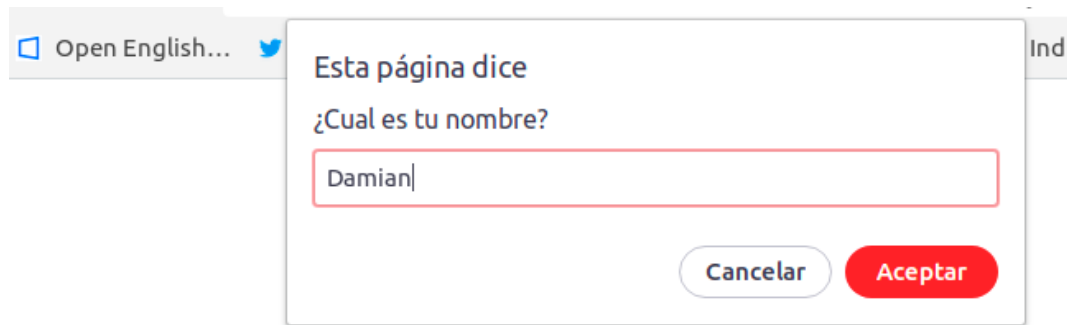 Open English...
Ind
Esta página dice
¿Cual es tu nombre?
Damian
Cancelar
Aceptar